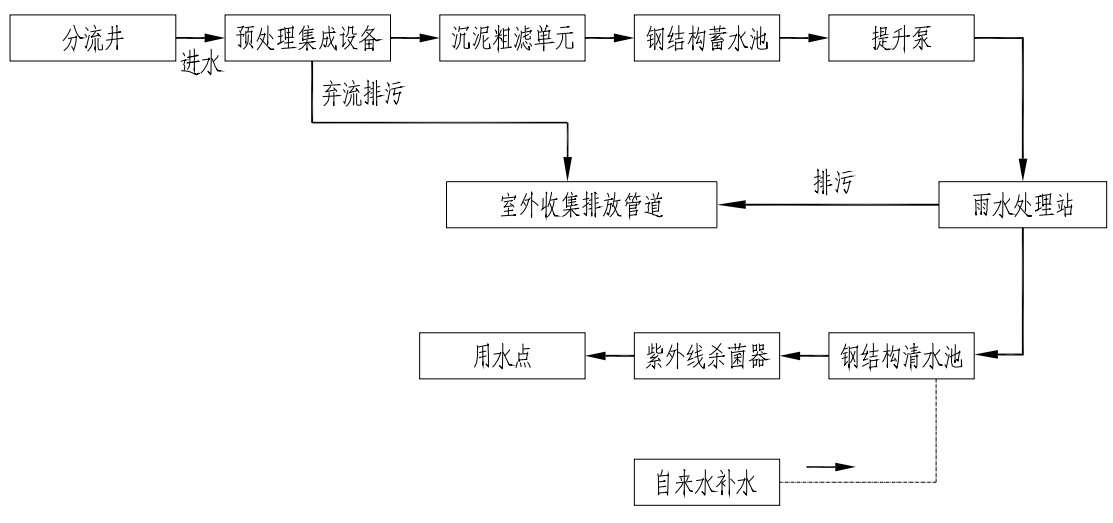 分流井
进水
预处理集成设备
沉泥粗滤单元
钢结构蓄水池
提升泵
弃流排污
室外收集排放管道
排污
雨水处理站
用水点
紫外线杀菌器
钢结构清水池
自来水补水